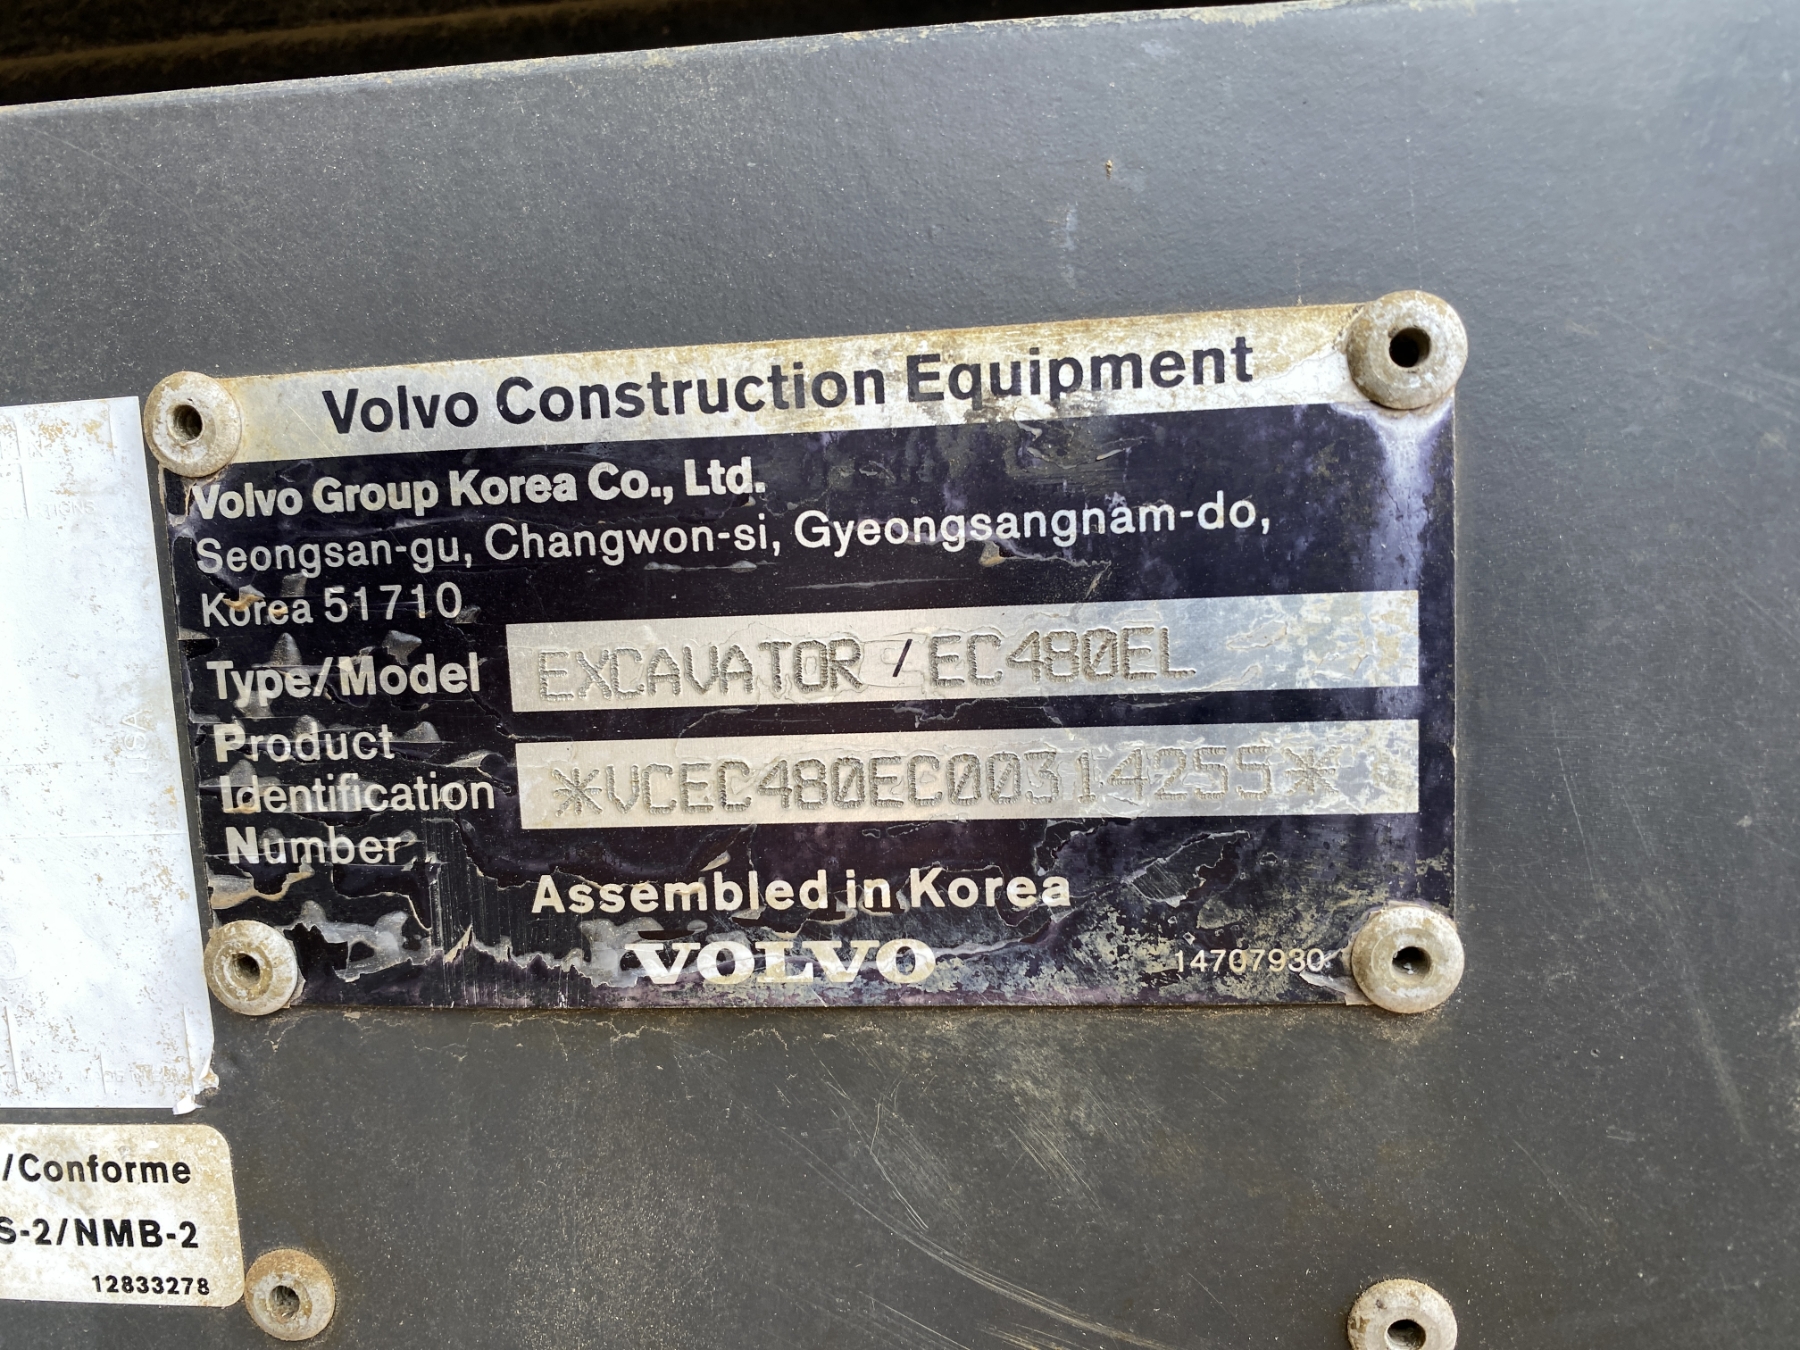 Volvo Construction Equipment
Volvo Group Korea Co., Ltd.
Seongsan-gu, Changwon-si, Gyeongsangnam-do,
Korea 51710
Type/Model EXCAVATOR / EC480EL
Product
Identification *VCEC480EC00314255*
Number
Assembled in Korea
VOLVO
14707930
USA
/Conforme
S-2/NMB-2
12833278